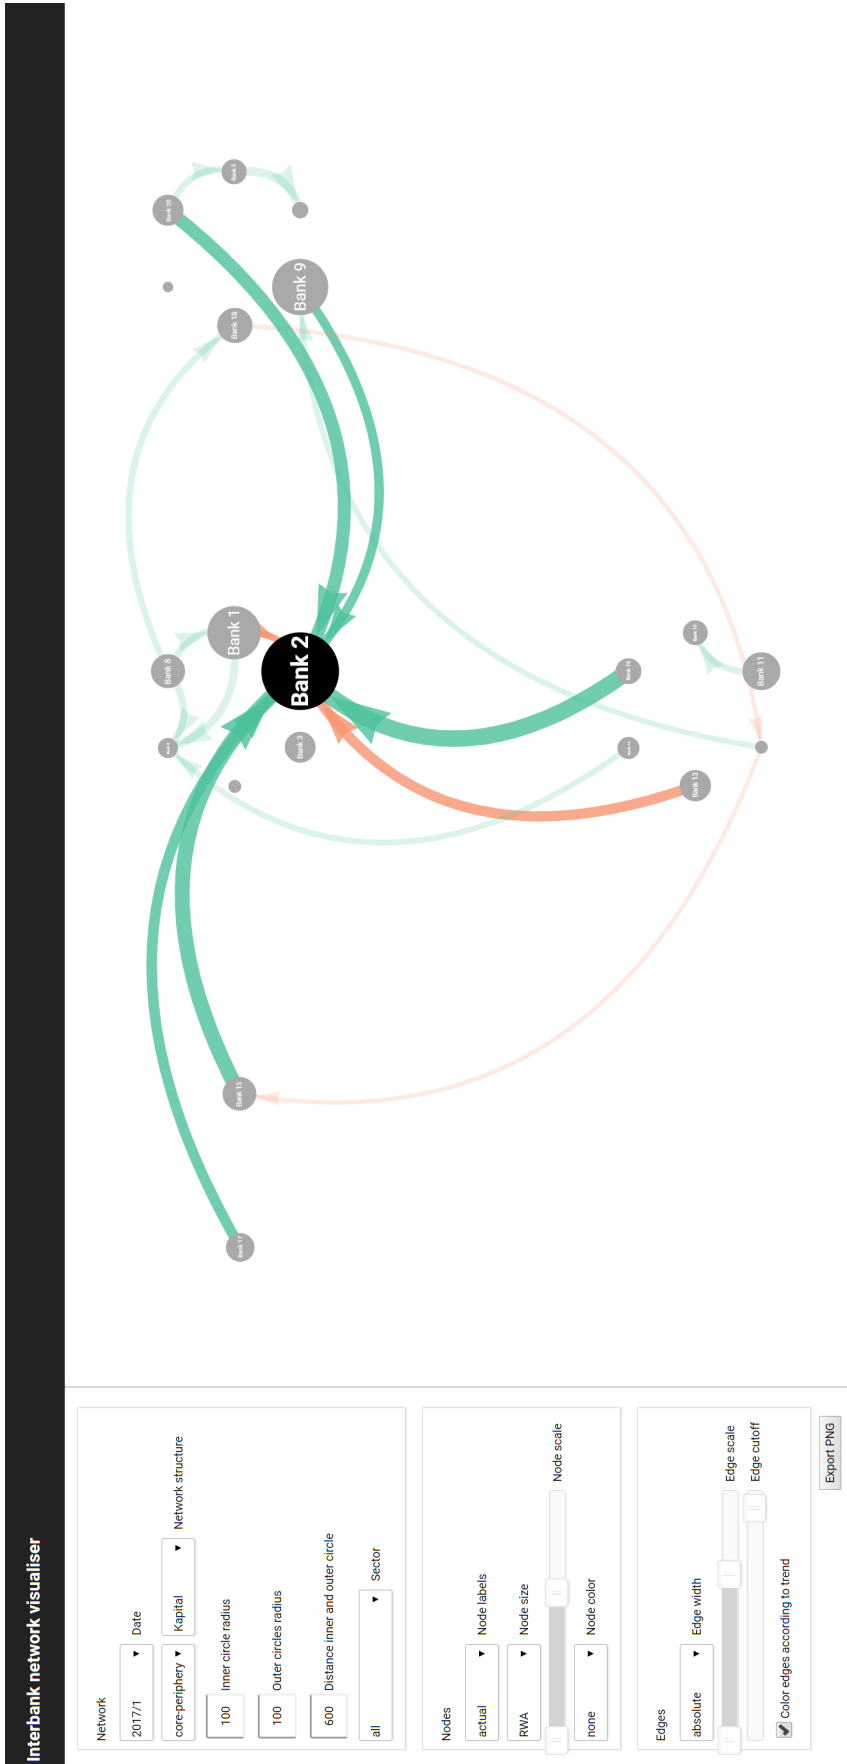 Interbank network visualiser
Network
2017/1 Date
core-periphery Kapital Network structure
100 Inner circle radius
100 Outer circles radius
600 Distance inner and outer circle
all Sector
Nodes
actual Node labels
RWA Node size
Node scale
none Node color
Edges
absolute Edge width
Edge scale
Edge cutoff
Color edges according to trend
Export PNG
Bank 20
Bank 5
Bank 9
Bank 18
Bank 8
Bank 1
Bank 2
Bank 3
Bank 11
Bank 13
Bank 15
Bank 17